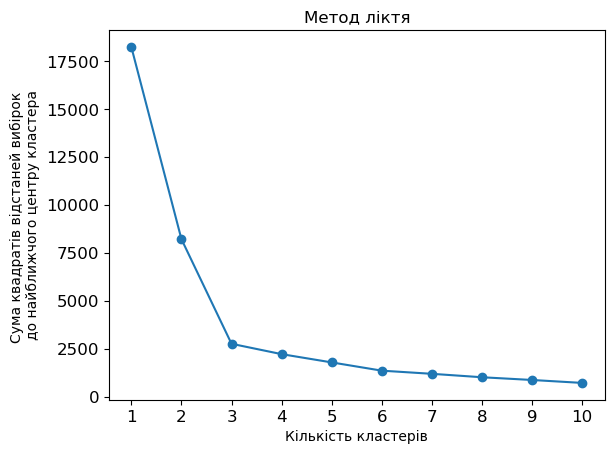 Метод ліктя
Сума квадратів відстаней вибірок
до найближчого центру кластера
17500
15000
12500
10000
7500
5000
2500
0
1 2 3 4 5 6 7 8 9 10
Кількість кластерів